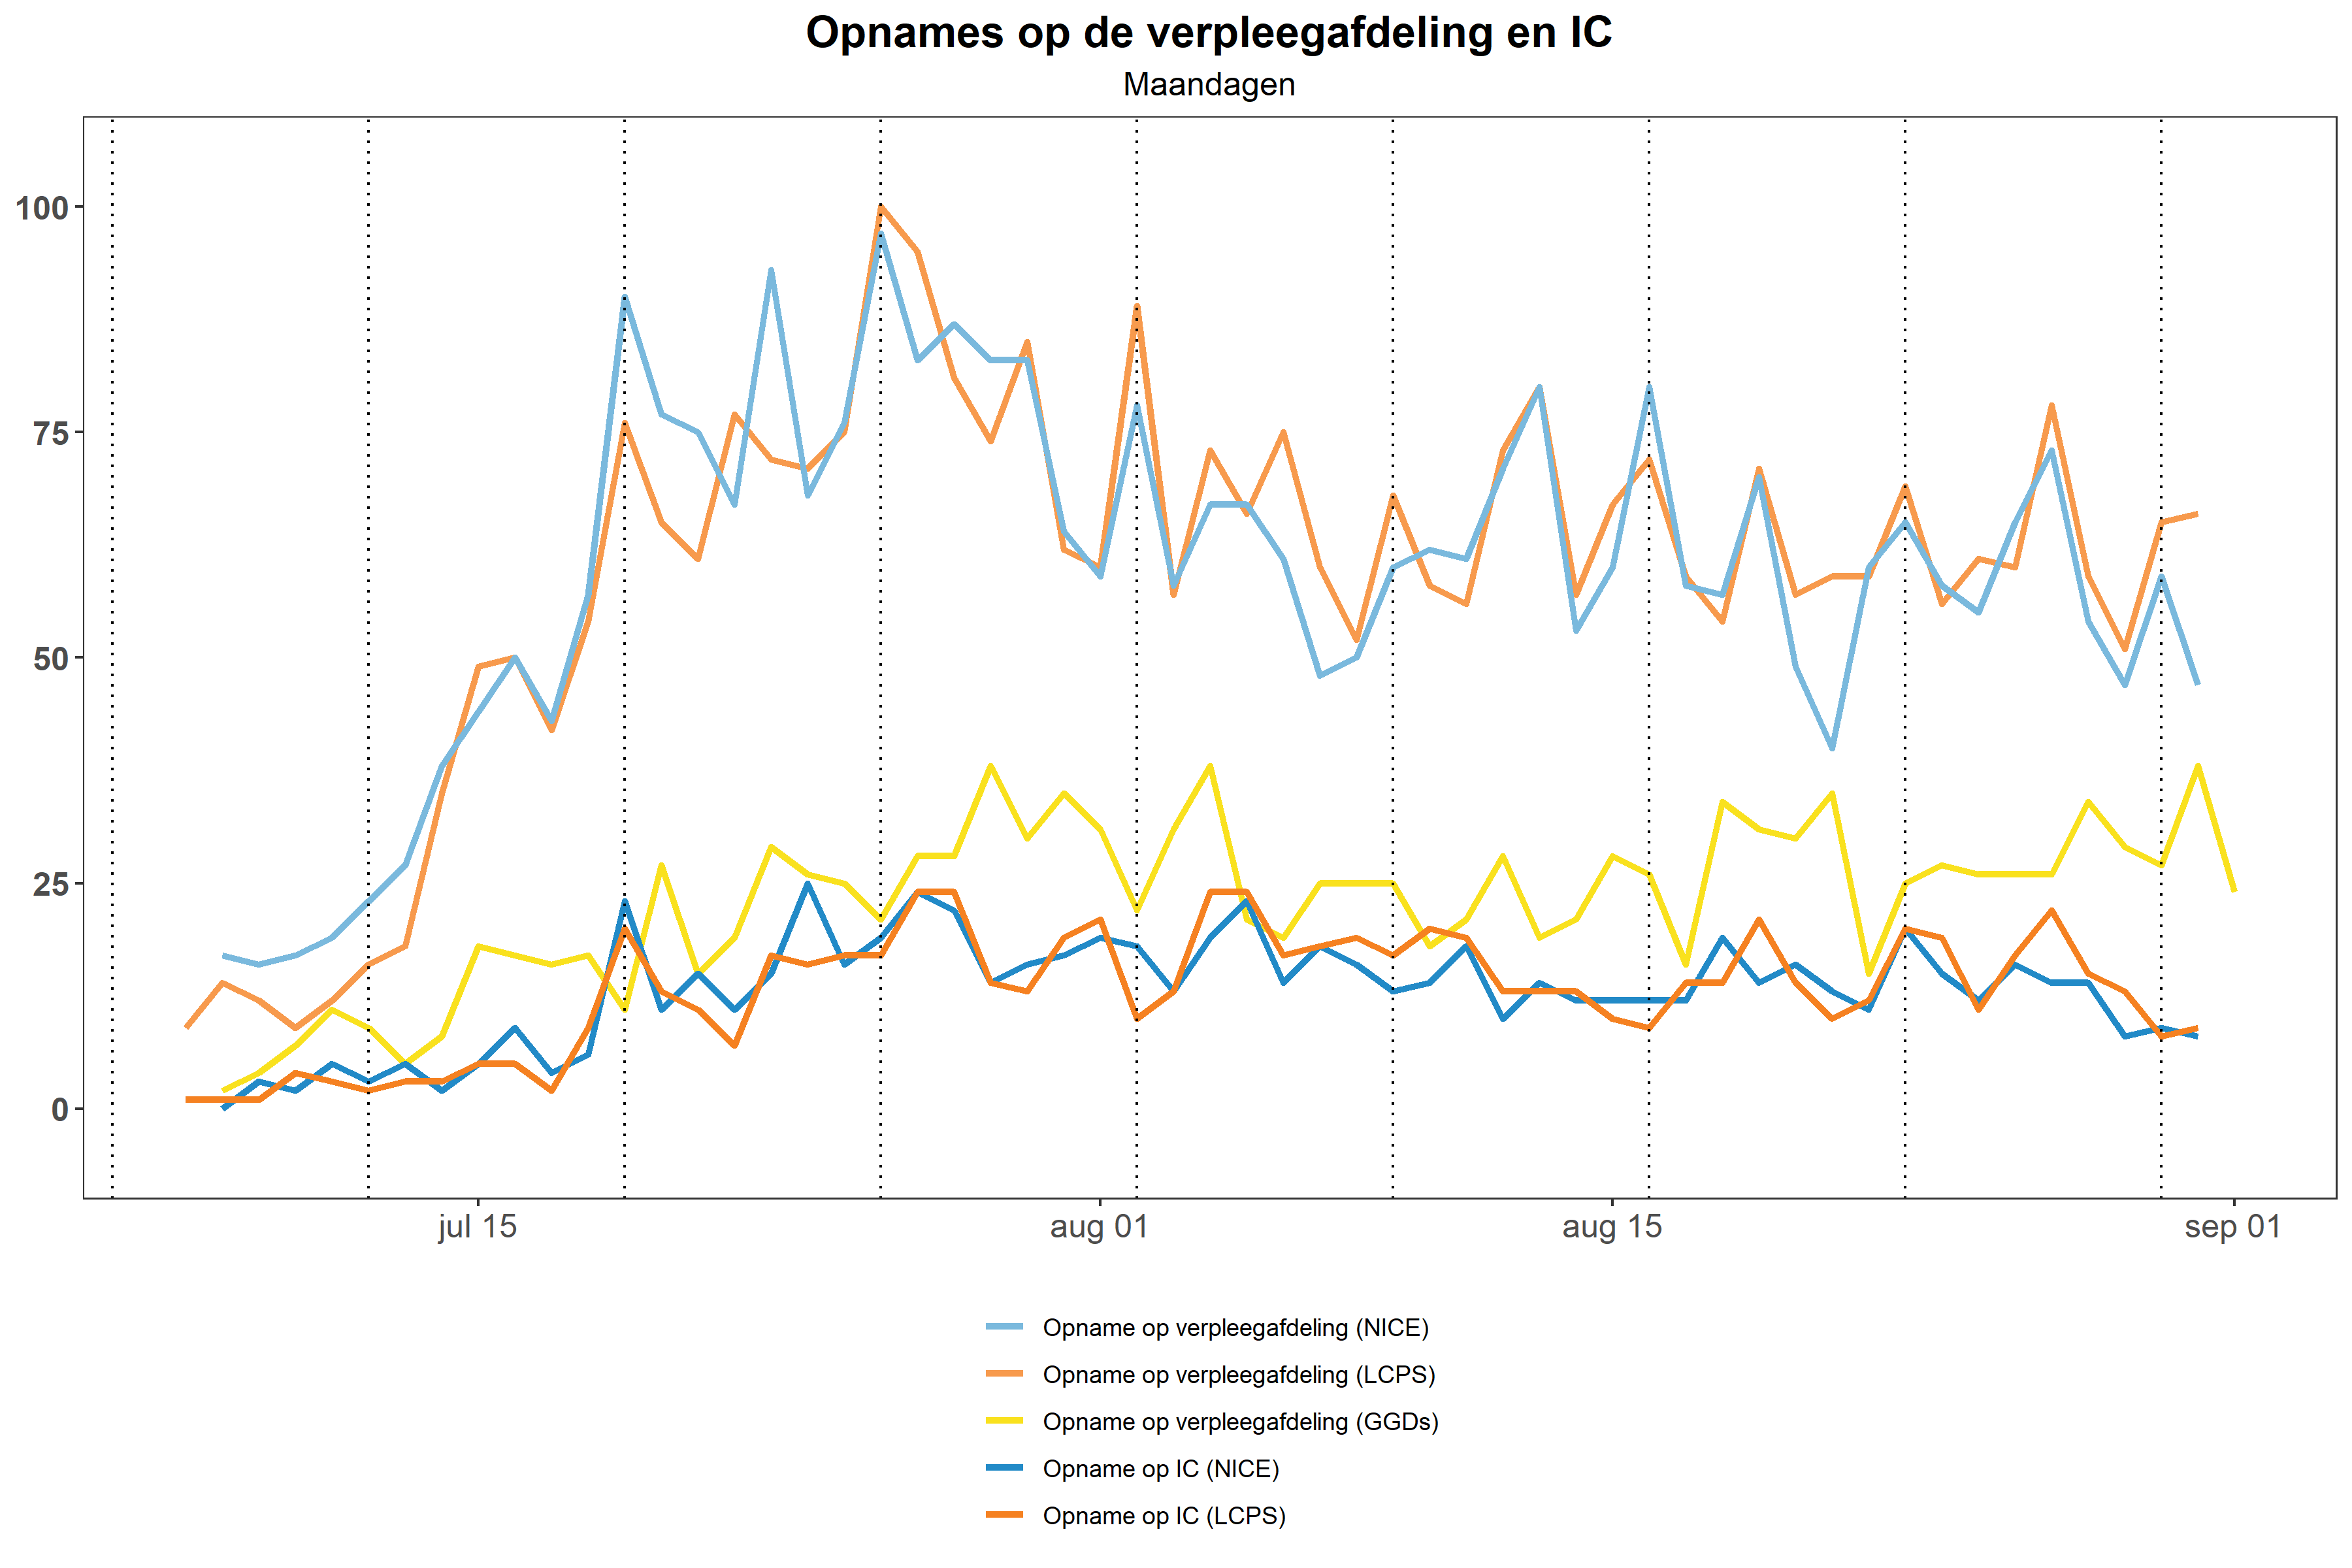 Opnames op de verpleegafdeling en IC
Maandagen
100
75
50
25
0
jul 15
aug 01
aug 15
sep 01
Opname op verpleegafdeling (NICE)
Opname op verpleegafdeling (LCPS)
Opname op verpleegafdeling (GGDs)
Opname op IC (NICE)
Opname op IC (LCPS)